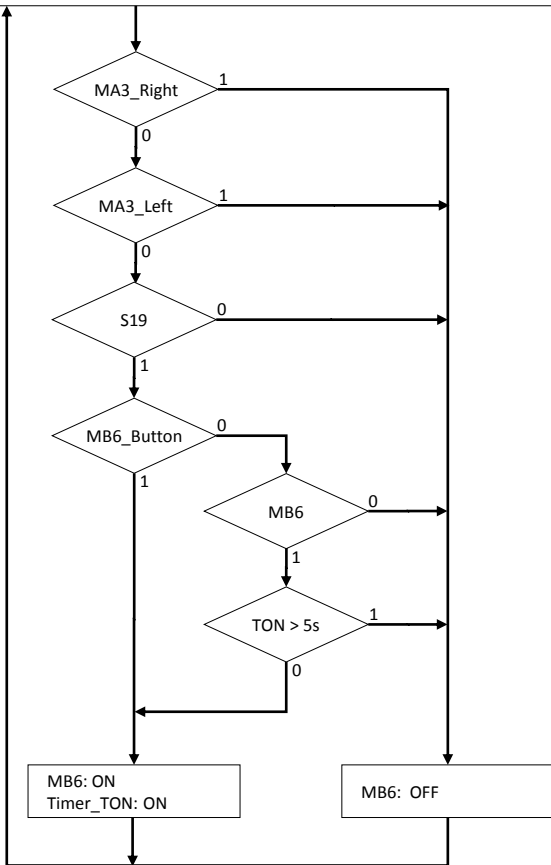 MA3_Right
1
0
MA3_Left
1
0
S19
0
1
MB6_Button
0
1
MB6
0
1
TON > 5s
1
0
MB6: ON
Timer_TON: ON
MB6: OFF